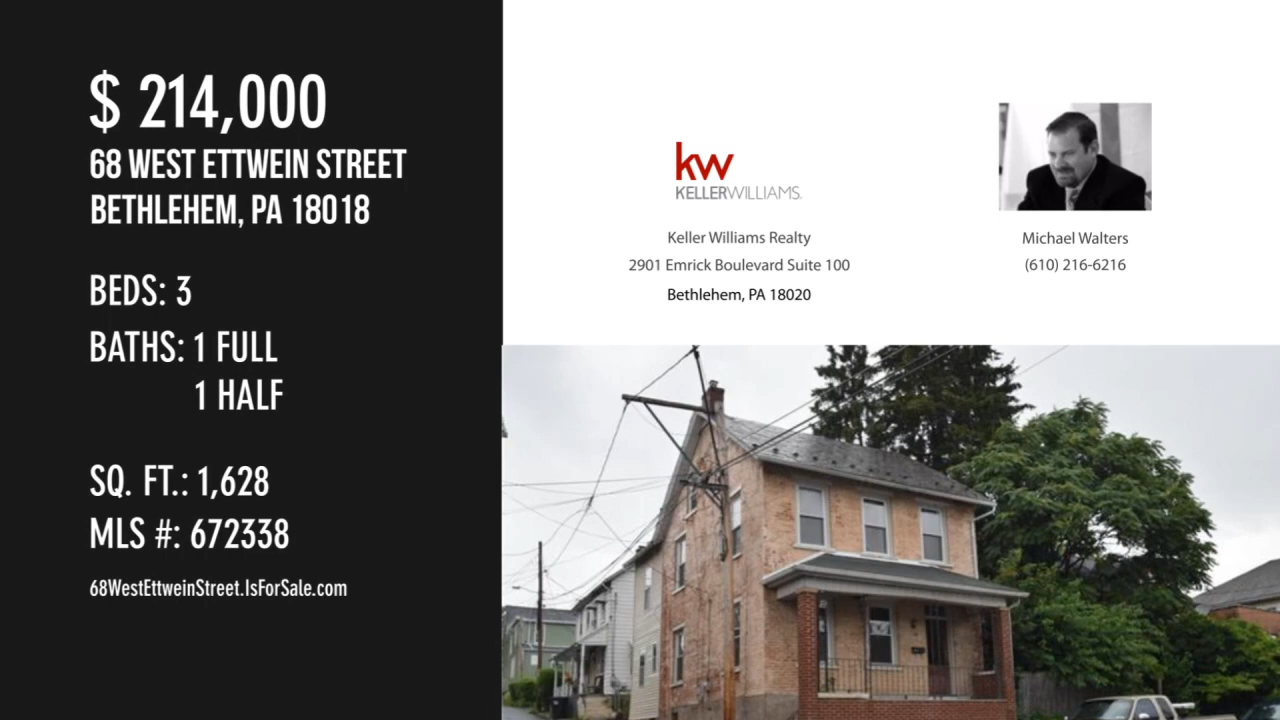 $ 214,000
68 WEST ETTWEIN STREET
BETHLEHEM, PA 18018
BEDS: 3
BATHS: 1 FULL
1 HALF
SQ. FT.: 1,628
MLS #: 672338
68WestEttweinStreet.IsForSale.com
kw
KELLERWILLIAMS.
Keller Williams Realty
2901 Emrick Boulevard Suite 100
Bethlehem, PA 18020
Michael Walters
(610) 216-6216